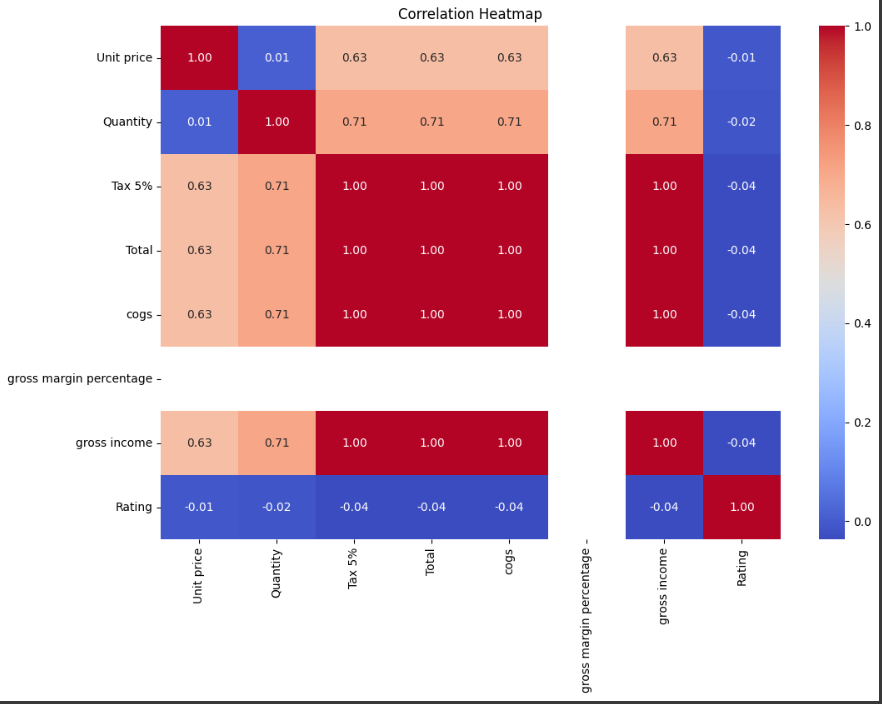 Correlation Heatmap
Unit price 1.00 0.01 0.63 0.63 0.63 0.63 -0.01
Quantity 0.01 1.00 0.71 0.71 0.71 0.71 -0.02
Tax 5% 0.63 0.71 1.00 1.00 1.00 1.00 -0.04
Total 0.63 0.71 1.00 1.00 1.00 1.00 -0.04
cogs 0.63 0.71 1.00 1.00 1.00 1.00 -0.04
gross margin percentage
gross income 0.63 0.71 1.00 1.00 1.00 1.00 -0.04
Rating -0.01 -0.02 -0.04 -0.04 -0.04 -0.04 1.00
Unit price
Quantity
Tax 5%
Total
cogs
gross margin percentage
gross income
Rating
1.0
0.8
0.6
0.4
0.2
0.0